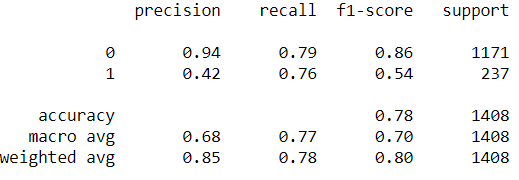 precision recall f1-score support
0 0.94 0.79 0.86 1171
1 0.42 0.76 0.54 237
accuracy 0.78 1408
macro avg 0.68 0.77 0.70 1408
weighted avg 0.85 0.78 0.80 1408